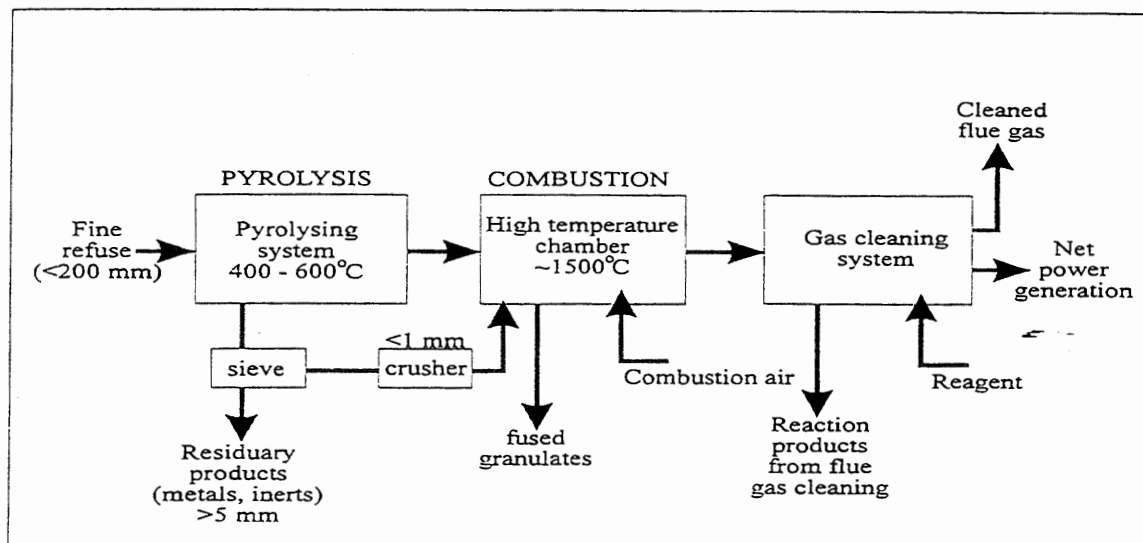 Cleaned
flue gas
PYROLYSIS
COMBUSTION
Fine
refuse
(<200 mm)
Pyrolysing
system
400 - 600°C
High temperature
chamber
~1500°C
Gas cleaning
system
Net
power
generation
sieve
<1 mm
crusher
Combustion air
Reagent
Residuary
products
(metals, inerts)
>5 mm
fused
granulates
Reaction
products
from flue
gas cleaning